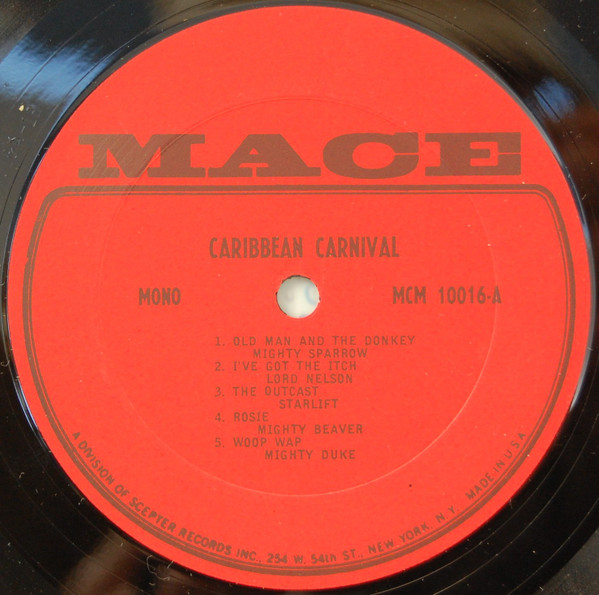 MACE
CARIBBEAN CARNIVAL
MONO
MCM 10016-A
1. OLD MAN AND THE DONKEY
MIGHTY SPARROW
2. I'VE GOT THE ITCH
LORD NELSON
3. THE OUTCAST
STARLIFT
4. ROSIE
MIGHTY BEAVER
5. WOOP WAP
MIGHTY DUKE
A DIVISION OF SCEPTER RECORDS, INC., 254 W. 54TH ST., NEW YORK, N.Y. MADE IN U.S.A.